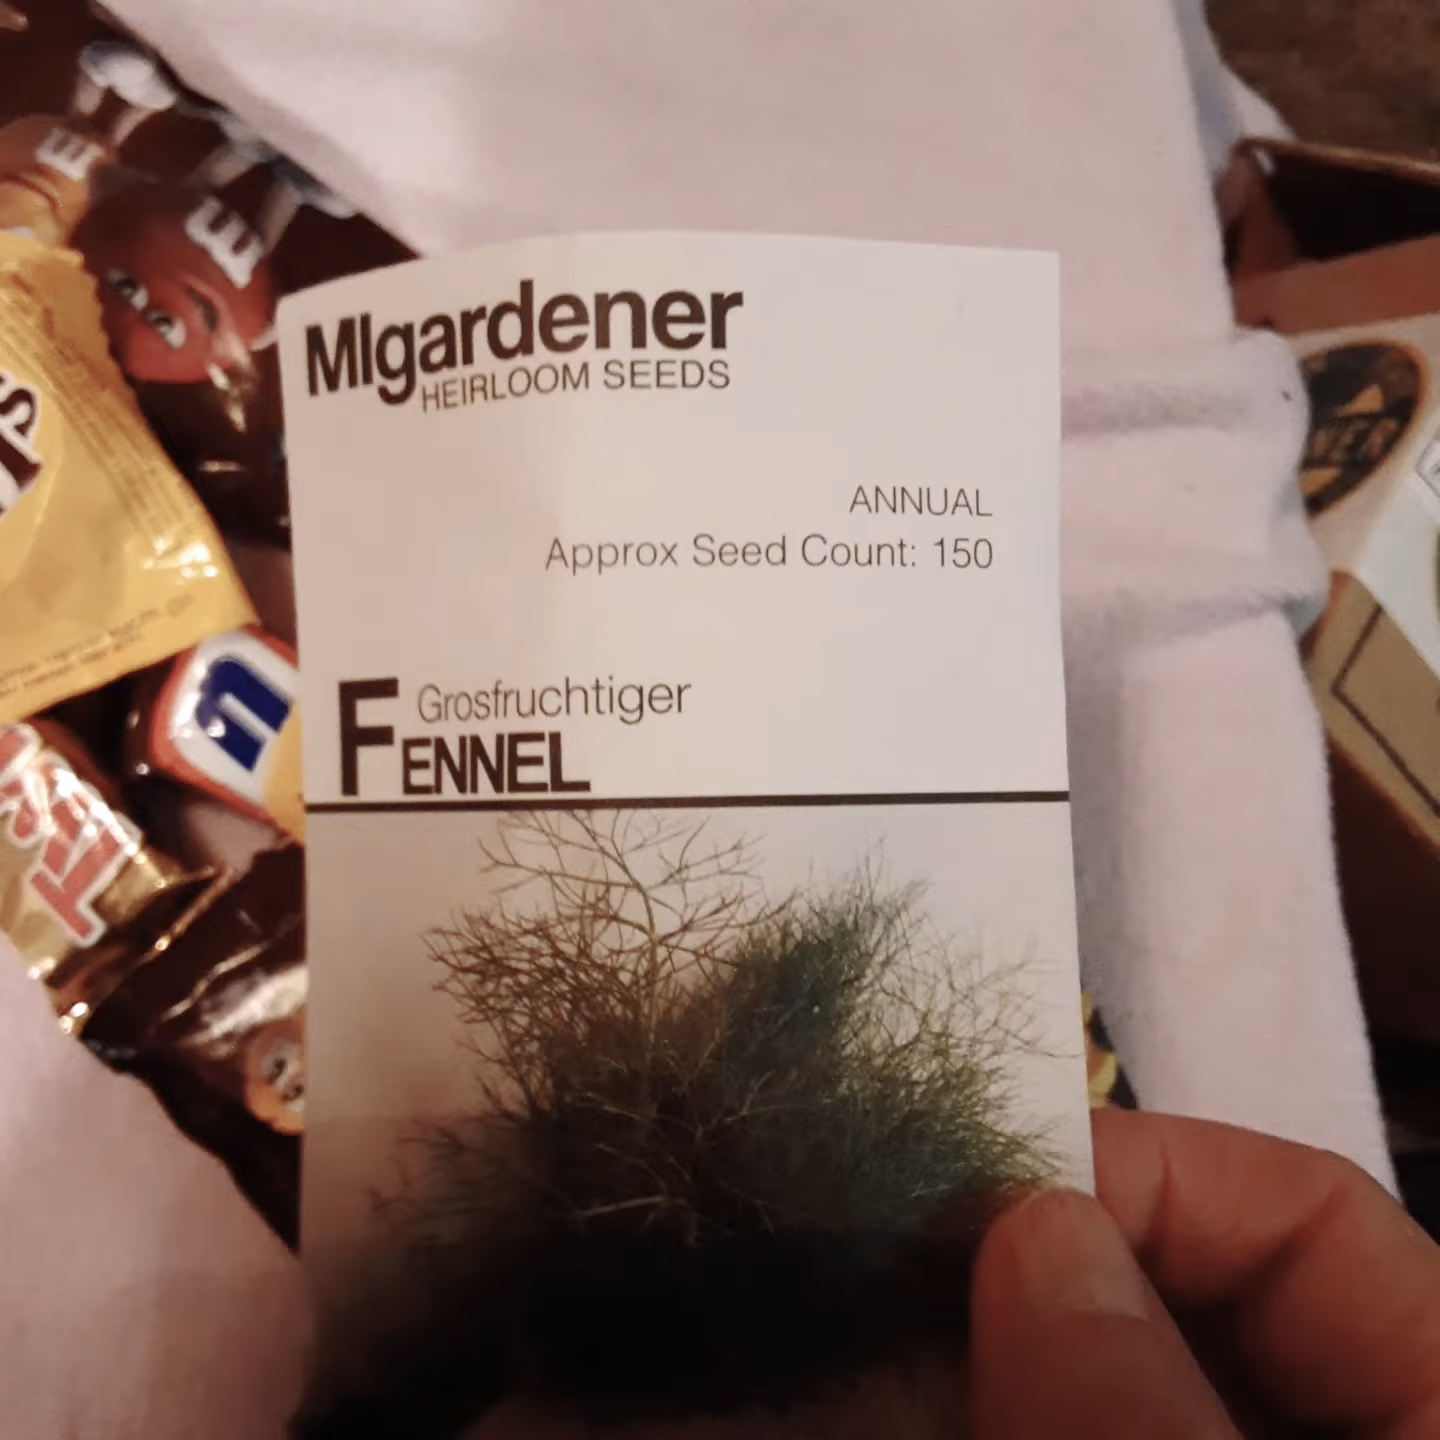 MIgardener
HEIRLOOM SEEDS
ANNUAL
Approx Seed Count: 150
Grosfruchtiger
FENNEL